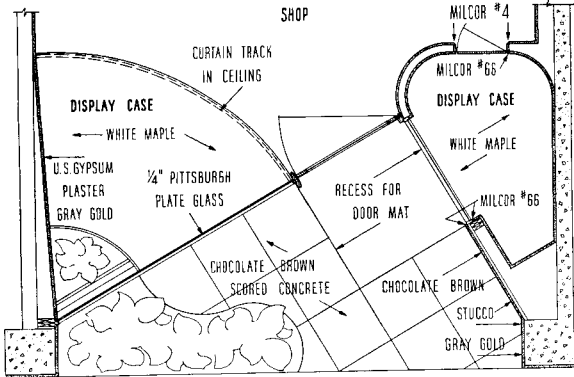 SHOP
MILCOR #4
CURTAIN TRACK
IN CEILING
MILCOR #66
DISPLAY CASE
WHITE MAPLE
DISPLAY CASE
WHITE MAPLE
U.S. GYPSUM
PLASTER
GRAY GOLD
1/4" PITTSBURGH
PLATE GLASS
RECESS FOR
DOOR MAT
MILCOR #66
CHOCOLATE BROWN
SCORED CONCRETE
CHOCOLATE BROWN
STUCCO
GRAY GOLD